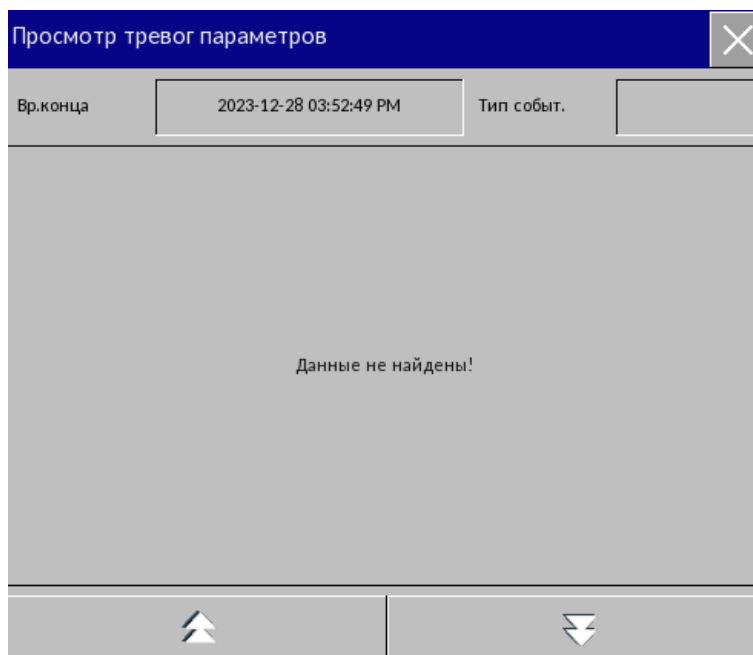 Просмотр тревог параметров
Вр.конца 2023-12-28 03:52:49 PM Тип событ.
Данные не найдены!